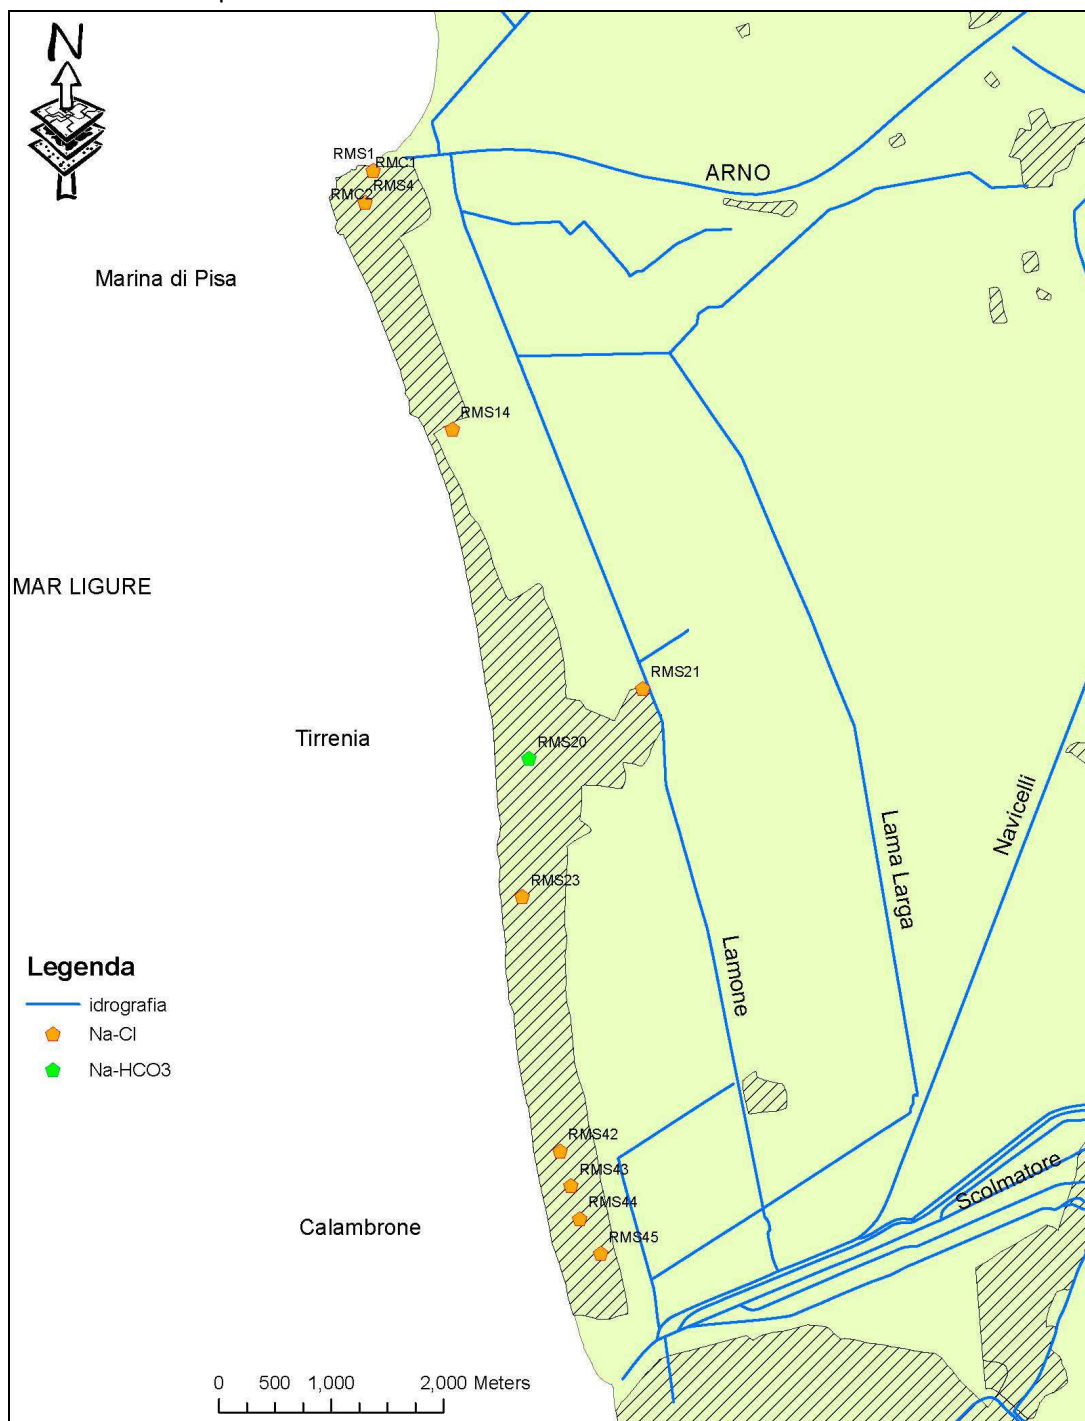 N
RMS1
RMC1
RMS4
RMC2
ARNO
Marina di Pisa
RMS14
MAR LIGURE
RMS21
Tirrenia
RMS20
Navicelli
Lama Larga
RMS23
Lamone
Legenda
idrografia
Na-Cl
Na-HCO3
RMS42
RMS43
Scolmatore
RMS44
Calambrone
RMS45
0 500 1,000 2,000 Meters